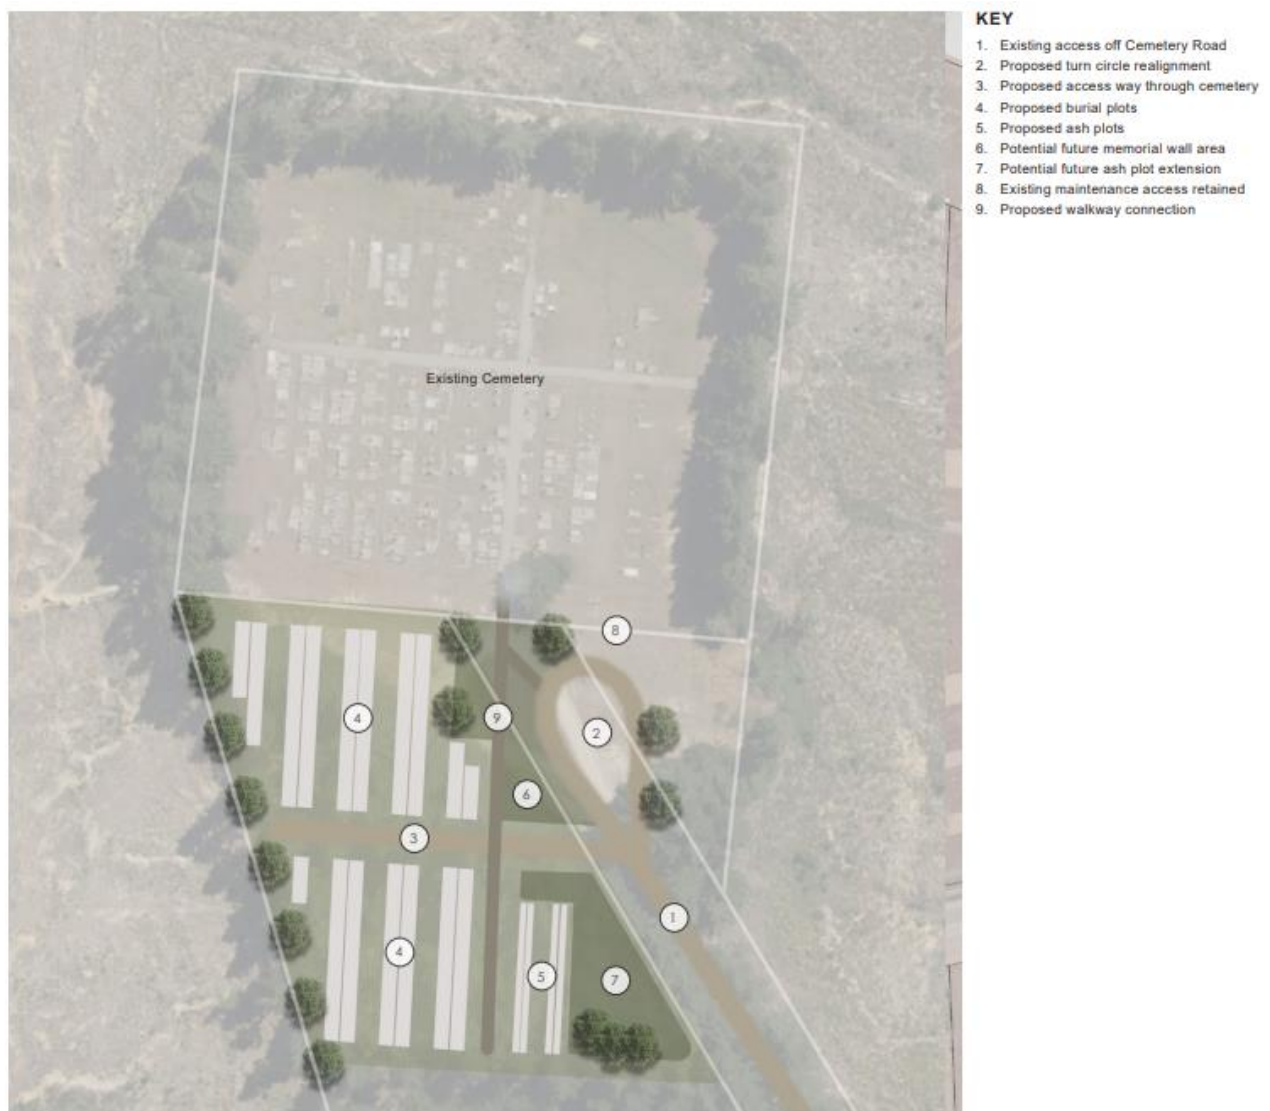 KEY
1. Existing access off Cemetery Road
2. Proposed turn circle realignment
3. Proposed access way through cemetery
4. Proposed burial plots
5. Proposed ash plots
6. Potential future memorial wall area
7. Potential future ash plot extension
8. Existing maintenance access retained
9. Proposed walkway connection
Existing Cemetery
8
4
9
2
6
3
1
4
5
7